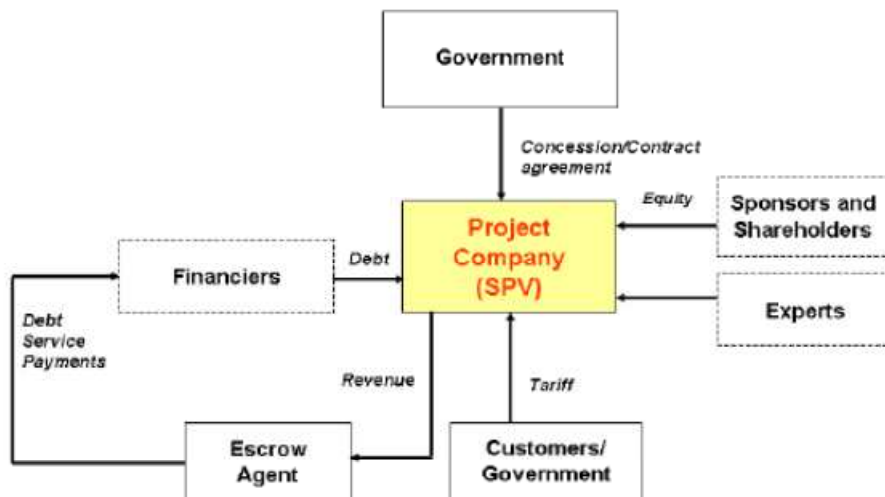 Government
Concession/Contract
agreement
Equity
Sponsors and
Shareholders
Project
Company
(SPV)
Financiers
Debt
Experts
Debt
Service
Payments
Revenue
Tariff
Escrow
Agent
Customers/
Government